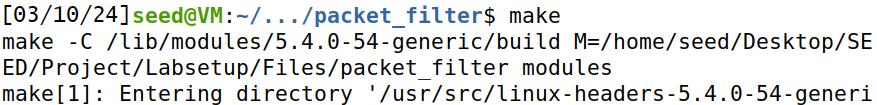 [03/10/24]seed@VM:~/.../packet_filter$ make
make -C /lib/modules/5.4.0-54-generic/build M=/home/seed/Desktop/SE
ED/Project/Labsetup/Files/packet_filter modules
make[1]: Entering directory '/usr/src/linux-headers-5.4.0-54-generi